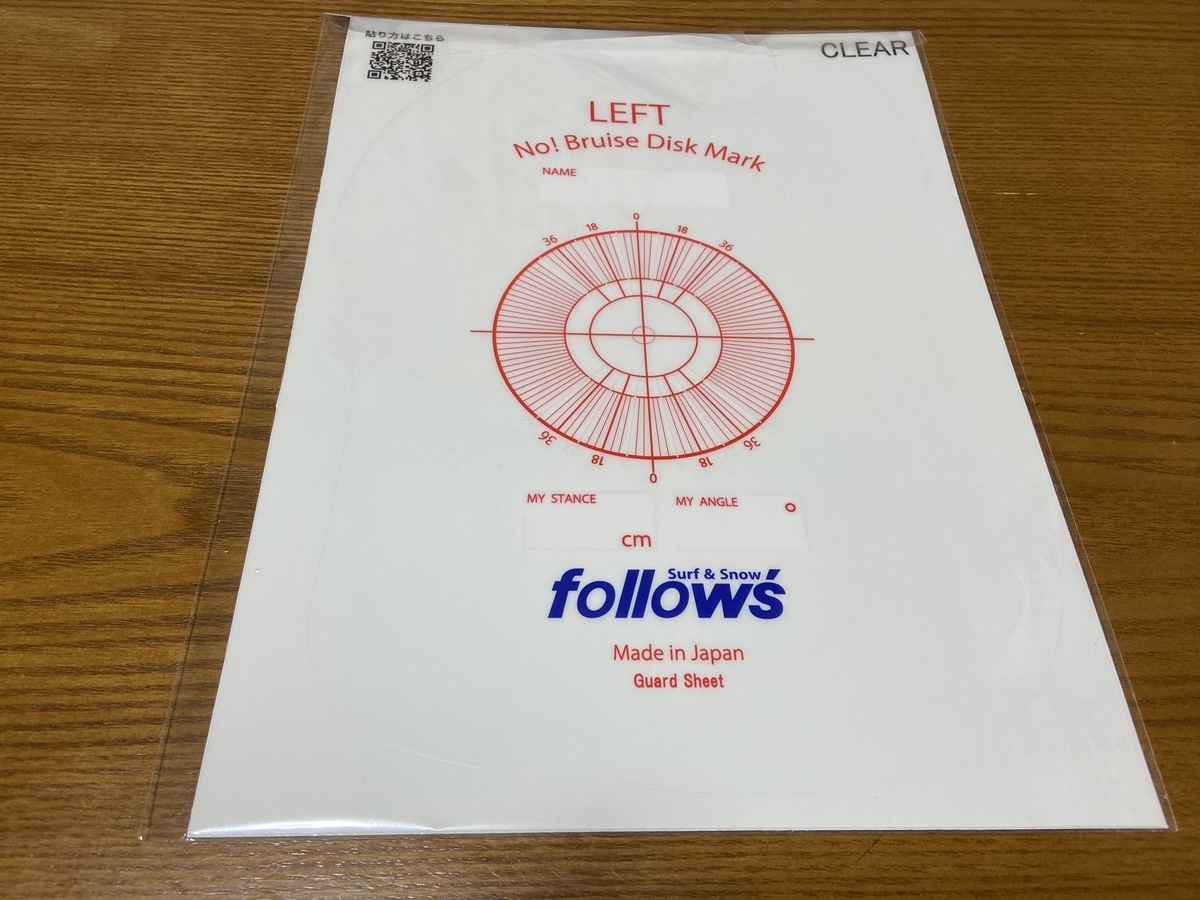 貼り方はこちら
CLEAR
LEFT
No! Bruise Disk Mark
NAME
0
18
18
36
36
36
36
18
18
0
MY STANCE
MY ANGLE
cm
Surf & Snow
follow's
Made in Japan
Guard Sheet